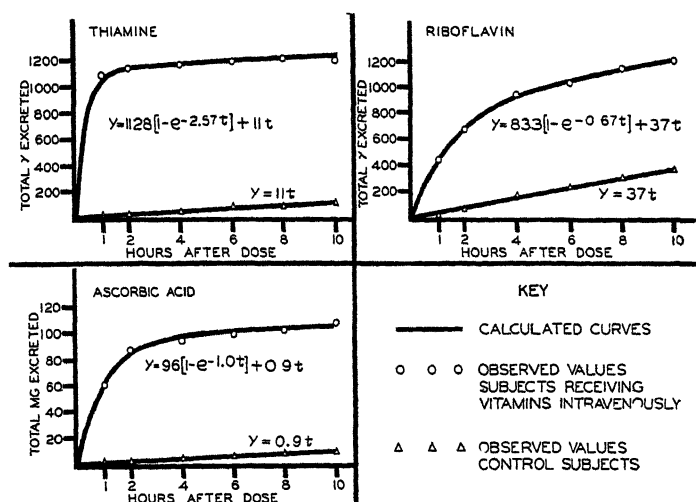 THIAMINE
TOTAL γ EXCRETED
1200
1000
800
600
400
200
Y=1128[1-e-2.57t]+11t
Y=11t
1 2 4 6 8 10
HOURS AFTER DOSE
RIBOFLAVIN
TOTAL γ EXCRETED
1200
1000
800
600
400
200
Y=833[1-e-0 67t]+37t
Y=37t
1 2 4 6 8 10
HOURS AFTER DOSE
ASCORBIC ACID
TOTAL MG EXCRETED
120
100
80
60
40
20
Y=96[1-e-1.0t]+0 9t
Y=0.9t
1 2 4 6 8 10
HOURS AFTER DOSE
KEY
CALCULATED CURVES
OBSERVED VALUES
SUBJECTS RECEIVING
VITAMINS INTRAVENOUSLY
OBSERVED VALUES
CONTROL SUBJECTS